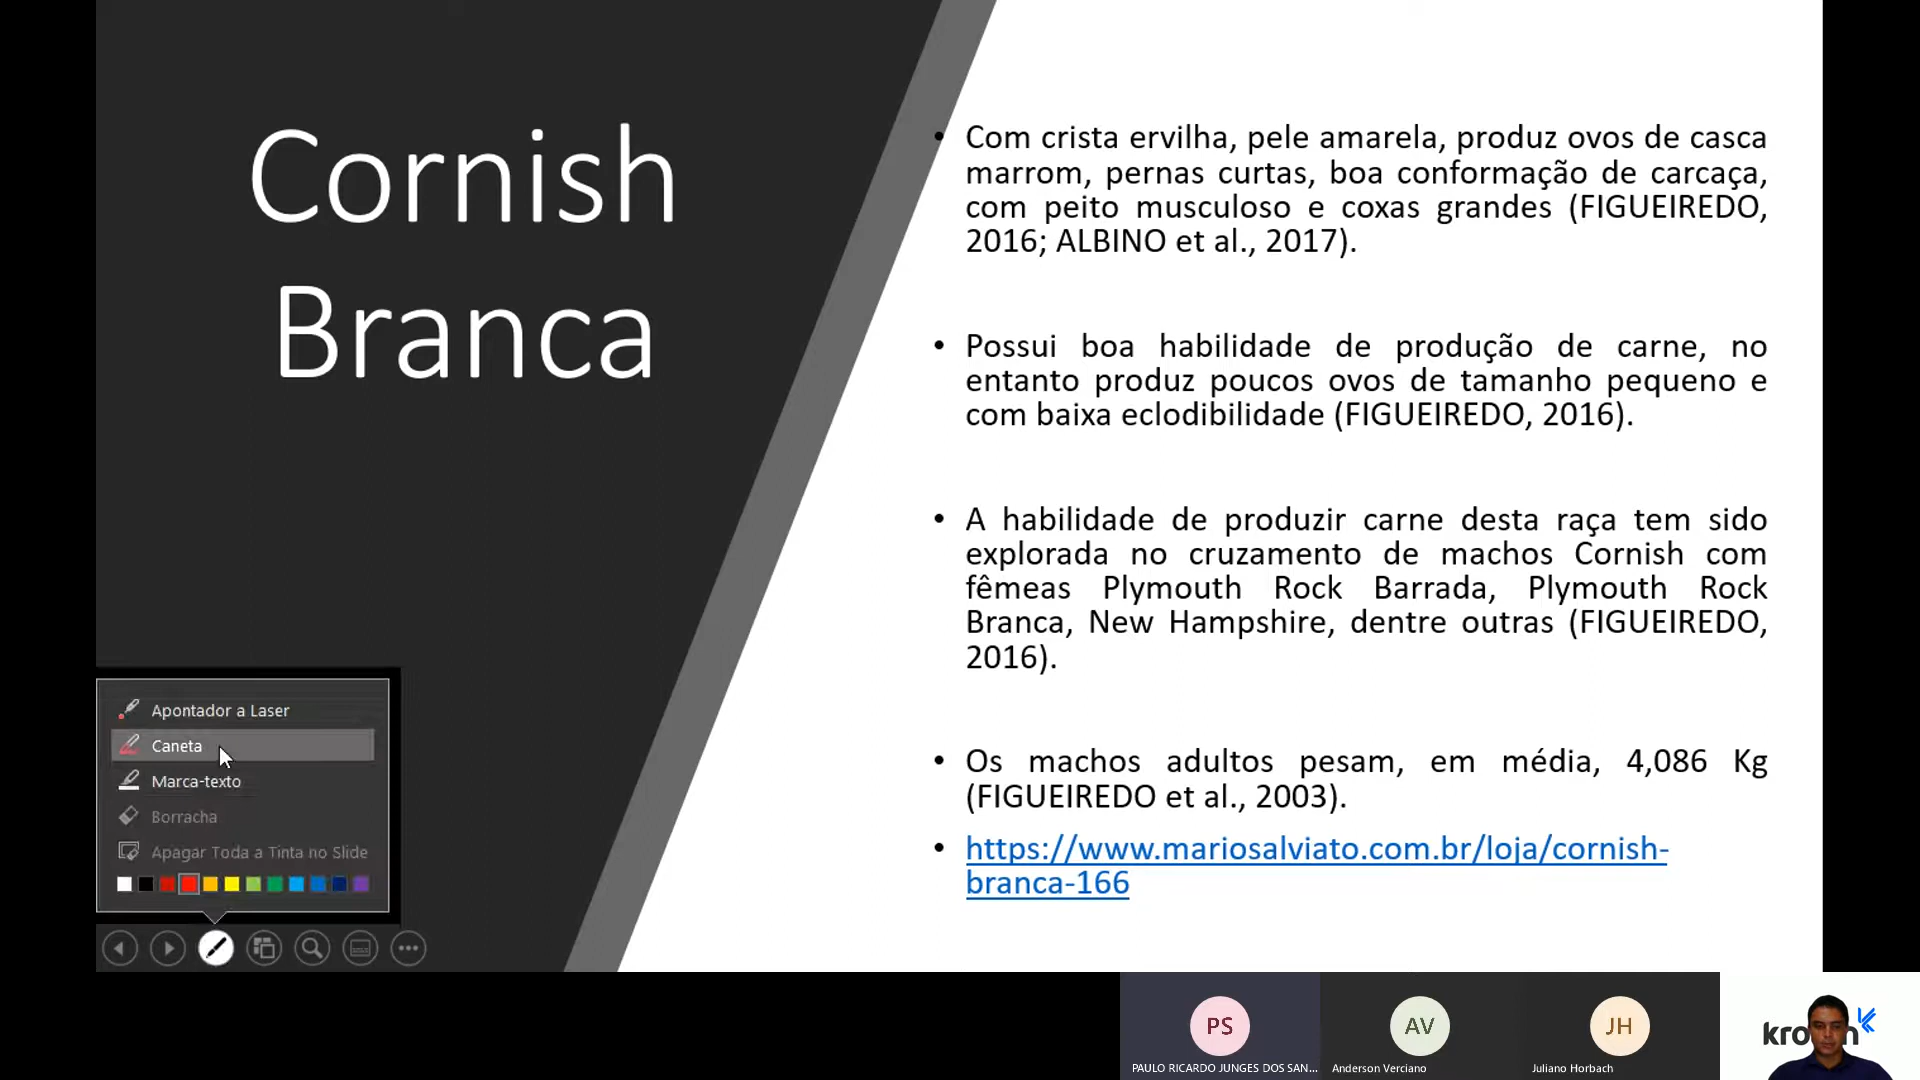 Cornish
Branca
• Com crista ervilha, pele amarela, produz ovos de casca
marrom, pernas curtas, boa conformação de carcaça,
com peito musculoso e coxas grandes (FIGUEIREDO,
2016; ALBINO et al., 2017).
• Possui boa habilidade de produção de carne, no
entanto produz poucos ovos de tamanho pequeno e
com baixa eclodibilidade (FIGUEIREDO, 2016).
• A habilidade de produzir carne desta raça tem sido
explorada no cruzamento de machos Cornish com
fêmeas Plymouth Rock Barrada, Plymouth Rock
Branca, New Hampshire, dentre outras (FIGUEIREDO,
2016).
• Os machos adultos pesam, em média, 4,086 Kg
(FIGUEIREDO et al., 2003).
• https://www.mariosalviato.com.br/loja/cornish-
branca-166
Apontador a Laser
Caneta
Marca-texto
Borracha
Apagar Toda a Tinta no Slide
PS
AV
JH
PAULO RICARDO JUNGES DOS SAN...
Anderson Verciano
Juliano Horbach